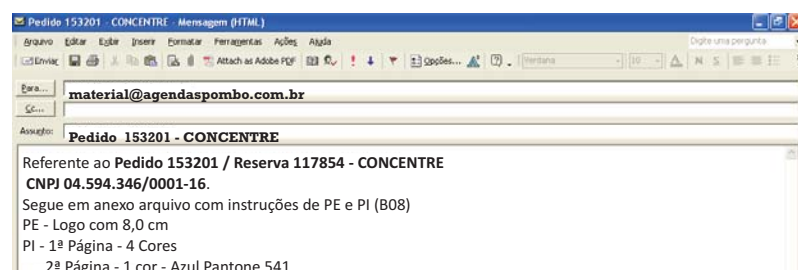 Pedido 153201 - CONCENTRE - Mensagem (HTML)
Arquivo Editar Exibir Inserir Formatar Ferramentas Ações Ajuda Digite uma pergunta
Enviar Attach as Adobe PDF Opções... Verdana 10 A N S
Para... material@agendaspombo.com.br
Cc...
Assunto: Pedido 153201 - CONCENTRE
Referente ao Pedido 153201 / Reserva 117854 - CONCENTRE
CNPJ 04.594.346/0001-16.
Segue em anexo arquivo com instruções de PE e PI (B08)
PE - Logo com 8,0 cm
PI - 1ª Página - 4 Cores
2ª Página - 1 cor - Azul Pantone 541